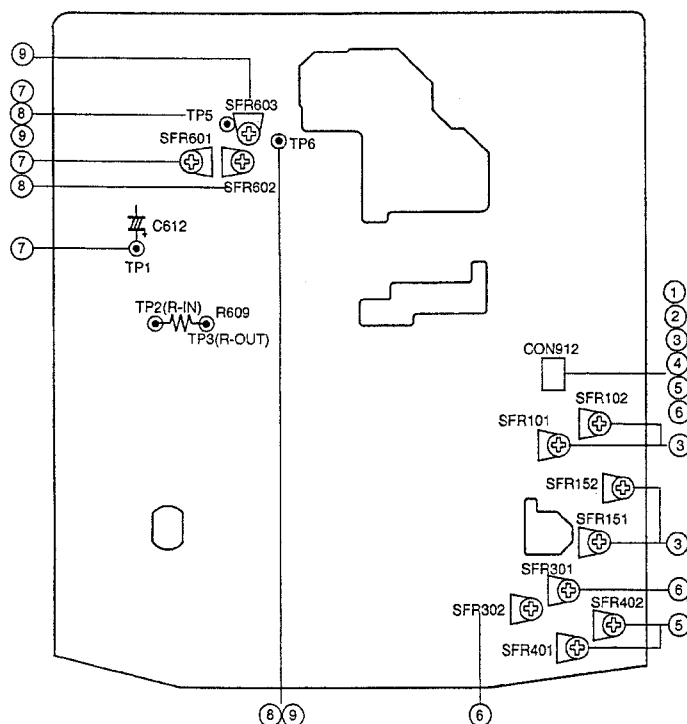 ⑨
SFR603
⑦
⑧
TP5
⑨
SFR601
TP6
⑦
⑧
SFR602
C612
+
⑦
TP1
TP2(R-IN)
R609
TP3(R-OUT)
①
②
③
CON912
④
⑤
SFR102
⑥
SFR101
③
SFR152
SFR151
③
SFR301
⑥
SFR302
SFR402
⑤
SFR401
⑧⑨
⑥